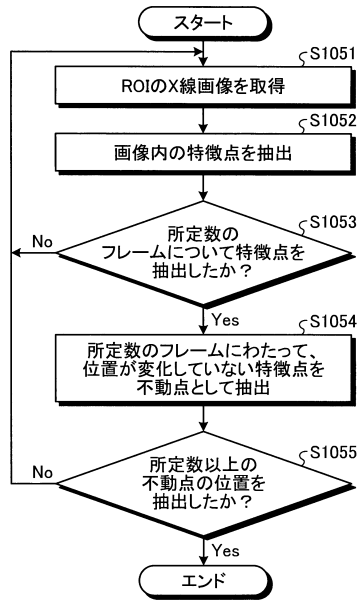 スタート
S1051
ROIのX線画像を取得
S1052
画像内の特徴点を抽出
S1053
所定数の
フレームについて特徴点を
抽出したか？
No
Yes
S1054
所定数のフレームにわたって、
位置が変化していない特徴点を
不動点として抽出
S1055
所定数以上の
不動点の位置を
抽出したか？
No
Yes
エンド